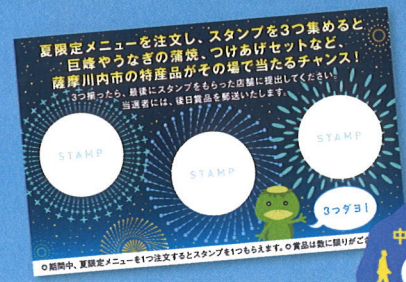 夏限定メニューを注文し、スタンプを3つ集めると
巨峰やうなぎの蒲焼、つけあげセットなど、
薩摩川内市の特産品がその場で当たるチャンス!
3つ揃ったら、最後にスタンプをもらった店舗に提出してください。
当選者には、後日賞品を郵送いたします。
STAMP
STAMP
STAMP
3つダヨ!
○期間中、夏限定メニューを1つ注文するとスタンプを1つもらえます。○賞品は数に限りがござ
中